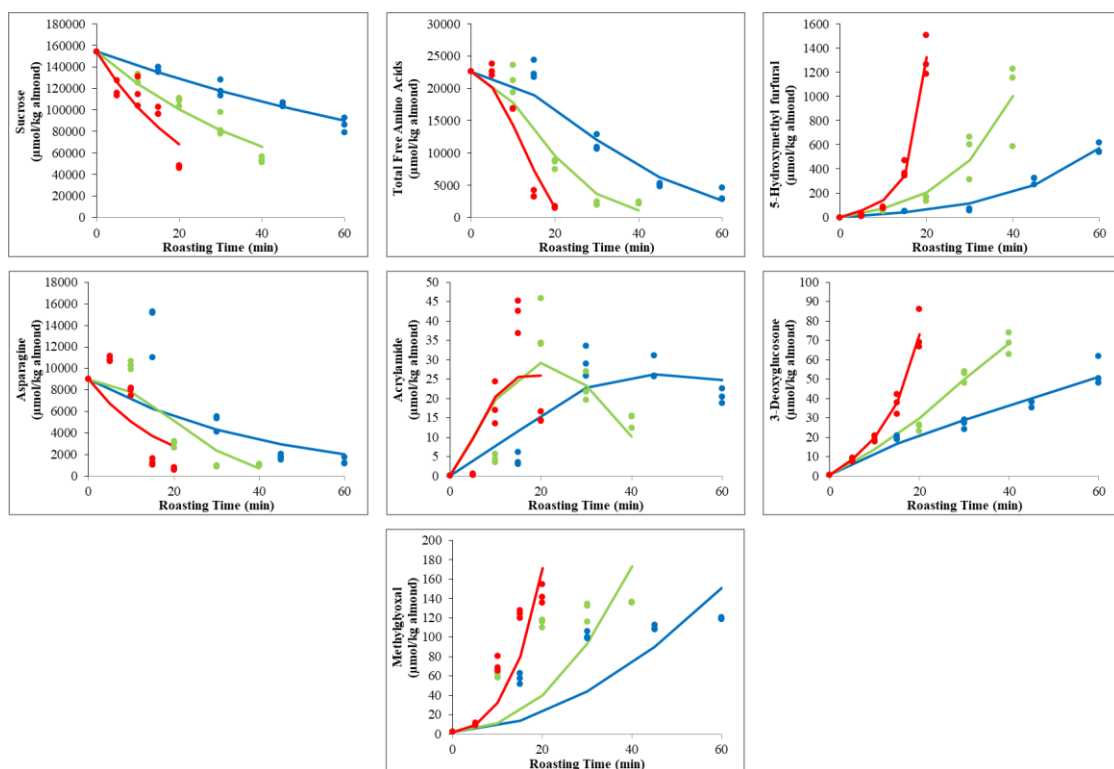 Sucrose
(µmol/kg almond)
180000
160000
140000
120000
100000
80000
60000
40000
20000
0
0 20 40 60
Roasting Time (min)
Total Free Amino Acids
(µmol/kg almond)
30000
25000
20000
15000
10000
5000
0
0 20 40 60
Roasting Time (min)
5-Hydroxymethyl furfural
(µmol/kg almond)
1600
1400
1200
1000
800
600
400
200
0
0 20 40 60
Roasting Time (min)
Asparagine
(µmol/kg almond)
18000
16000
14000
12000
10000
8000
6000
4000
2000
0
0 20 40 60
Roasting Time (min)
Acrylamide
(µmol/kg almond)
50
45
40
35
30
25
20
15
10
5
0
0 20 40 60
Roasting Time (min)
3-Deoxyglucosone
(µmol/kg almond)
100
90
80
70
60
50
40
30
20
10
0
0 20 40 60
Roasting Time (min)
Methylglyoxal
(µmol/kg almond)
200
180
160
140
120
100
80
60
40
20
0
0 20 40 60
Roasting Time (min)